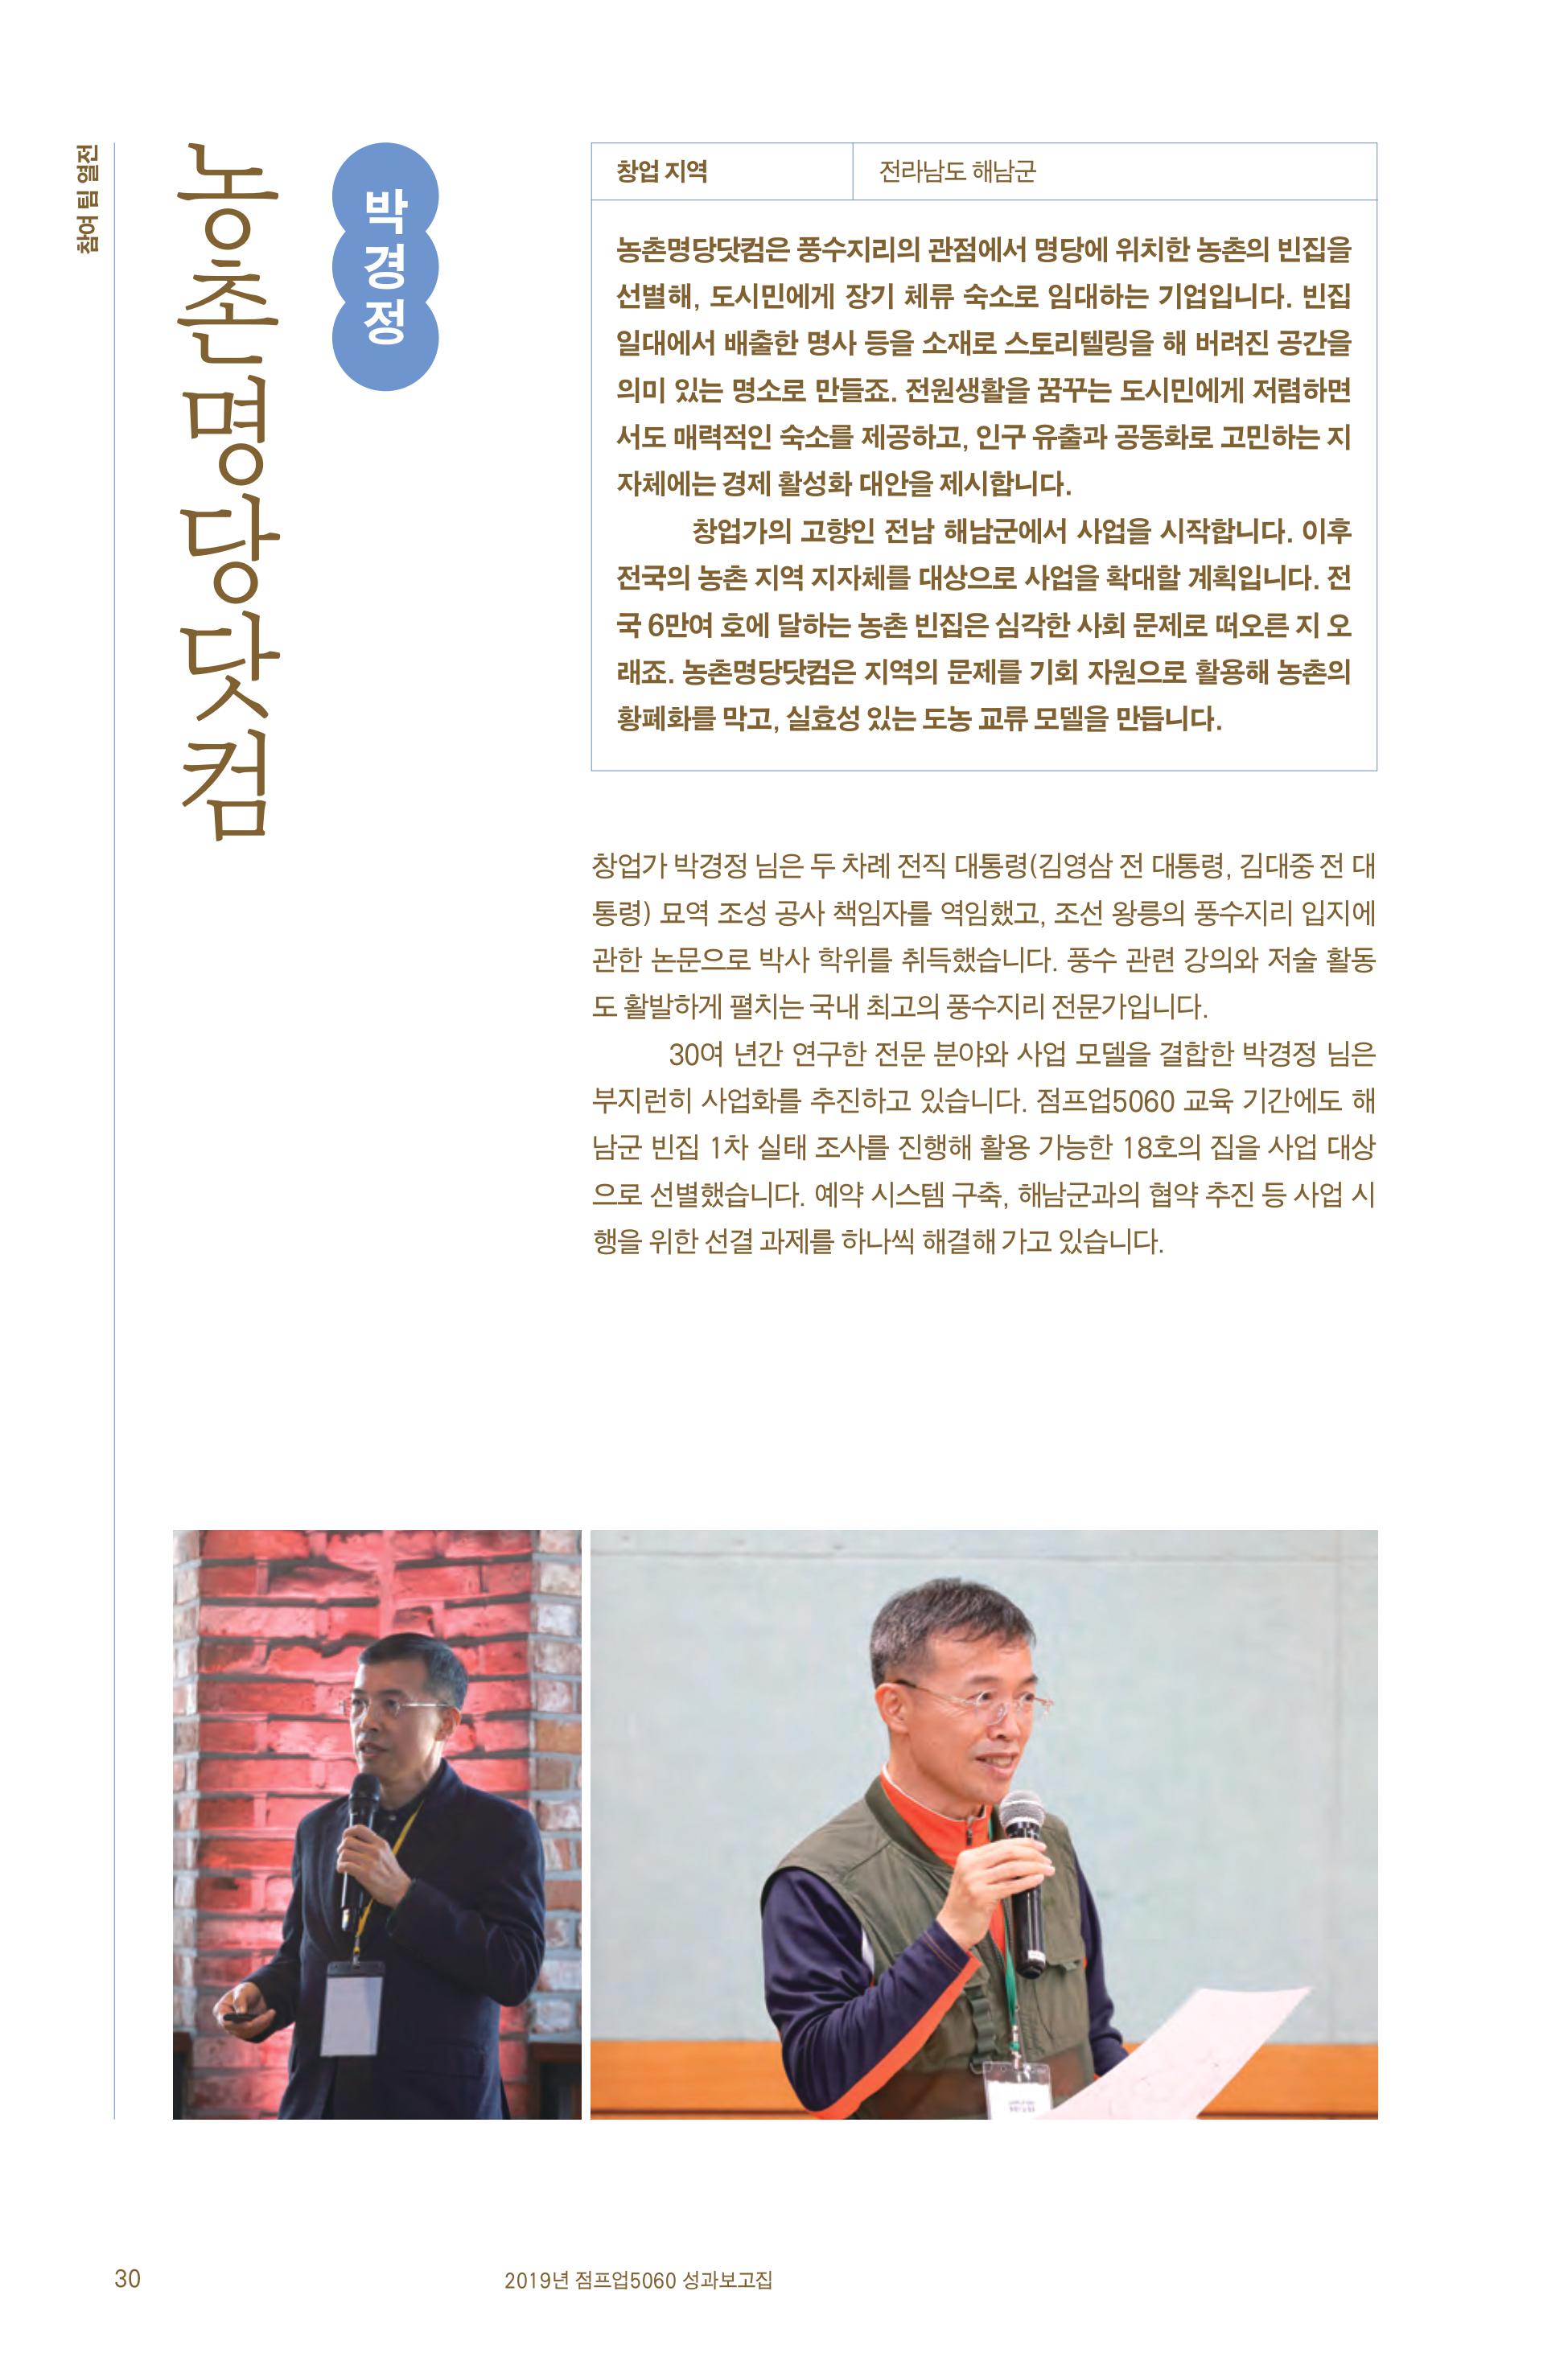 참여 팀 열전
농촌명당닷컴
박경정
창업 지역
전라남도 해남군
농촌명당닷컴은 풍수지리의 관점에서 명당에 위치한 농촌의 빈집을
선별해, 도시민에게 장기 체류 숙소로 임대하는 기업입니다. 빈집
일대에서 배출한 명사 등을 소재로 스토리텔링을 해 버려진 공간을
의미 있는 명소로 만들죠. 전원생활을 꿈꾸는 도시민에게 저렴하면
서도 매력적인 숙소를 제공하고, 인구 유출과 공동화로 고민하는 지
자체에는 경제 활성화 대안을 제시합니다.
창업가의 고향인 전남 해남군에서 사업을 시작합니다. 이후
전국의 농촌 지역 지자체를 대상으로 사업을 확대할 계획입니다. 전
국 6만여 호에 달하는 농촌 빈집은 심각한 사회 문제로 떠오른 지 오
래죠. 농촌명당닷컴은 지역의 문제를 기회 자원으로 활용해 농촌의
황폐화를 막고, 실효성 있는 도농 교류 모델을 만듭니다.
창업가 박경정 님은 두 차례 전직 대통령(김영삼 전 대통령, 김대중 전 대
통령) 묘역 조성 공사 책임자를 역임했고, 조선 왕릉의 풍수지리 입지에
관한 논문으로 박사 학위를 취득했습니다. 풍수 관련 강의와 저술 활동
도 활발하게 펼치는 국내 최고의 풍수지리 전문가입니다.
30여 년간 연구한 전문 분야와 사업 모델을 결합한 박경정 님은
부지런히 사업화를 추진하고 있습니다. 점프업5060 교육 기간에도 해
남군 빈집 1차 실태 조사를 진행해 활용 가능한 18호의 집을 사업 대상
으로 선별했습니다. 예약 시스템 구축, 해남군과의 협약 추진 등 사업 시
행을 위한 선결 과제를 하나씩 해결해 가고 있습니다.
30
2019년 점프업5060 성과보고집